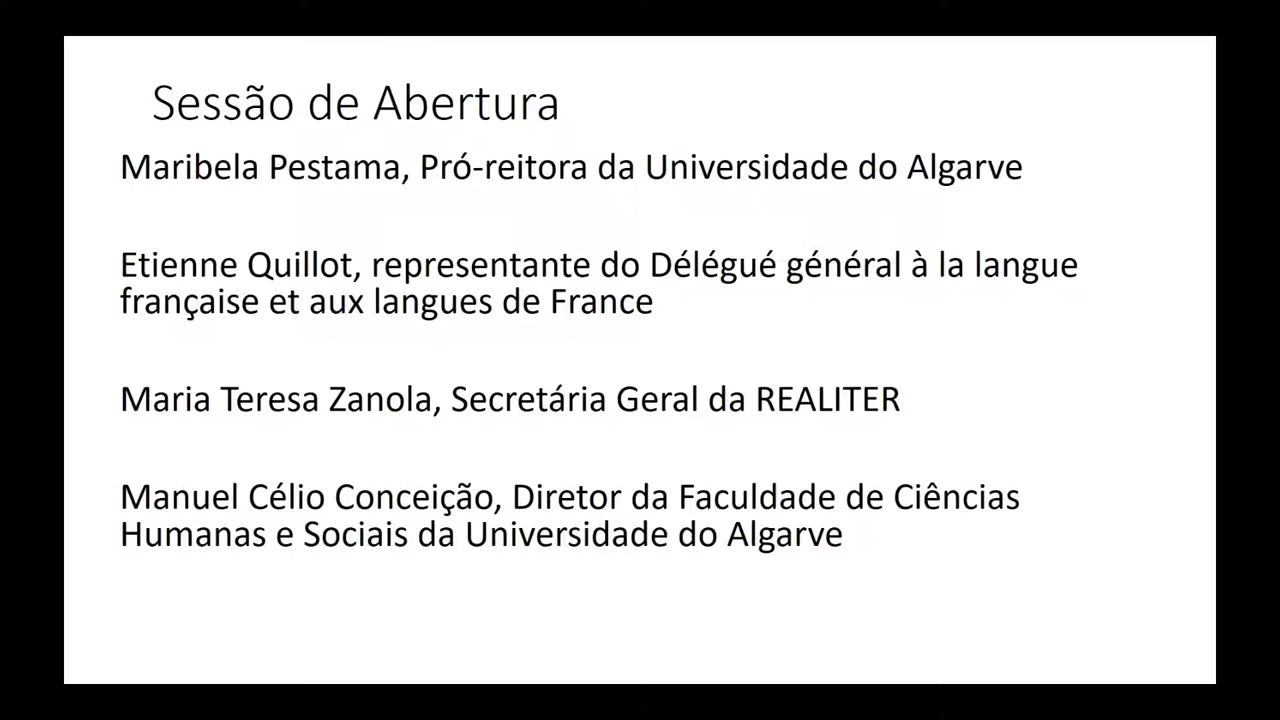 Sessão de Abertura
Maribela Pestama, Pró-reitora da Universidade do Algarve
Etienne Quillot, representante do Délégué général à la langue
française et aux langues de France
Maria Teresa Zanola, Secretária Geral da REALITER
Manuel Célio Conceição, Diretor da Faculdade de Ciências
Humanas e Sociais da Universidade do Algarve